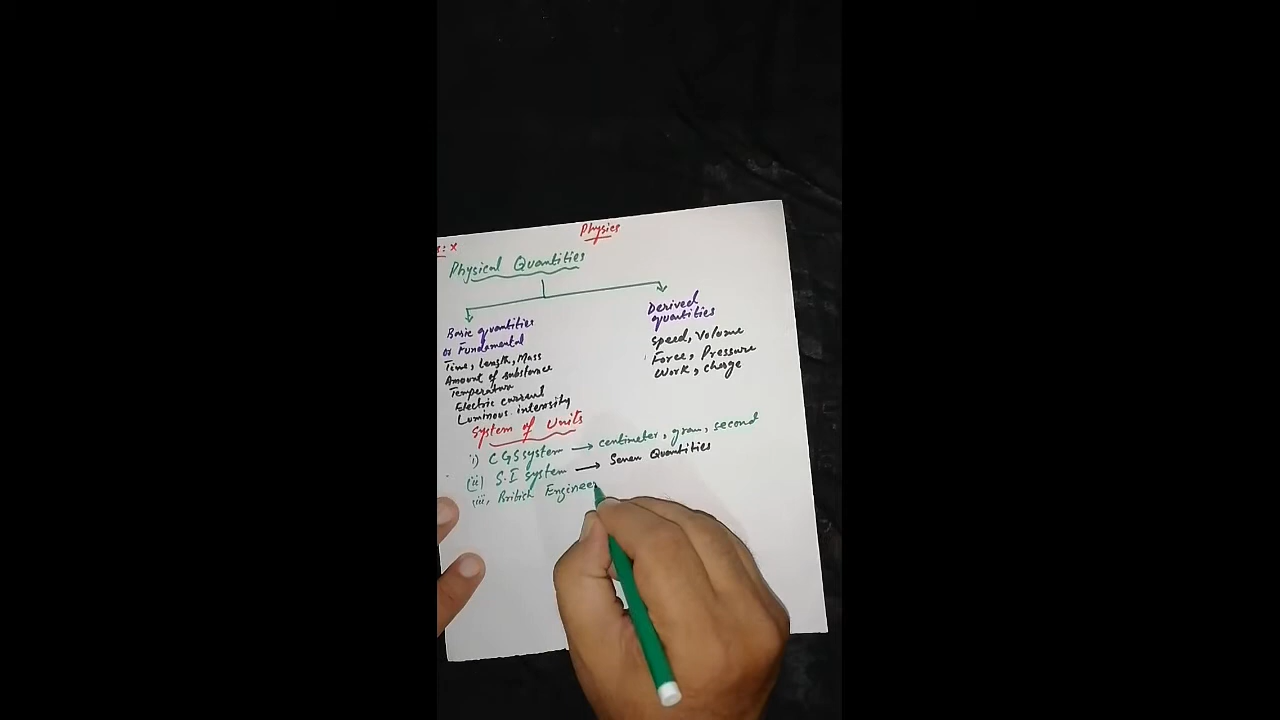 Physics
s: X
Physical Quantities
Basic quantities
or Fundamental
Time, Length, Mass
Amount of substance
Temperature
Electric current
Luminous intensity
Derived
quantities
Speed, Volume
Force, Pressure
Work, Charge
System of Units
i) CGS system → centimeter, gram, second
(ii) S.I system → Seven Quantities
(iii, British Engineer